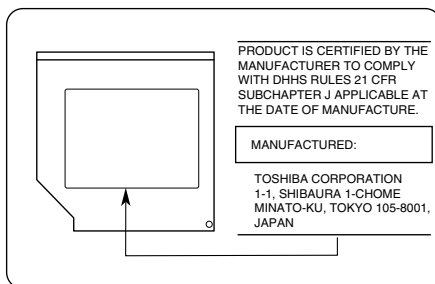 PRODUCT IS CERTIFIED BY THE
MANUFACTURER TO COMPLY
WITH DHHS RULES 21 CFR
SUBCHAPTER J APPLICABLE AT
THE DATE OF MANUFACTURE.
MANUFACTURED:
TOSHIBA CORPORATION
1-1, SHIBAURA 1-CHOME
MINATO-KU, TOKYO 105-8001,
JAPAN